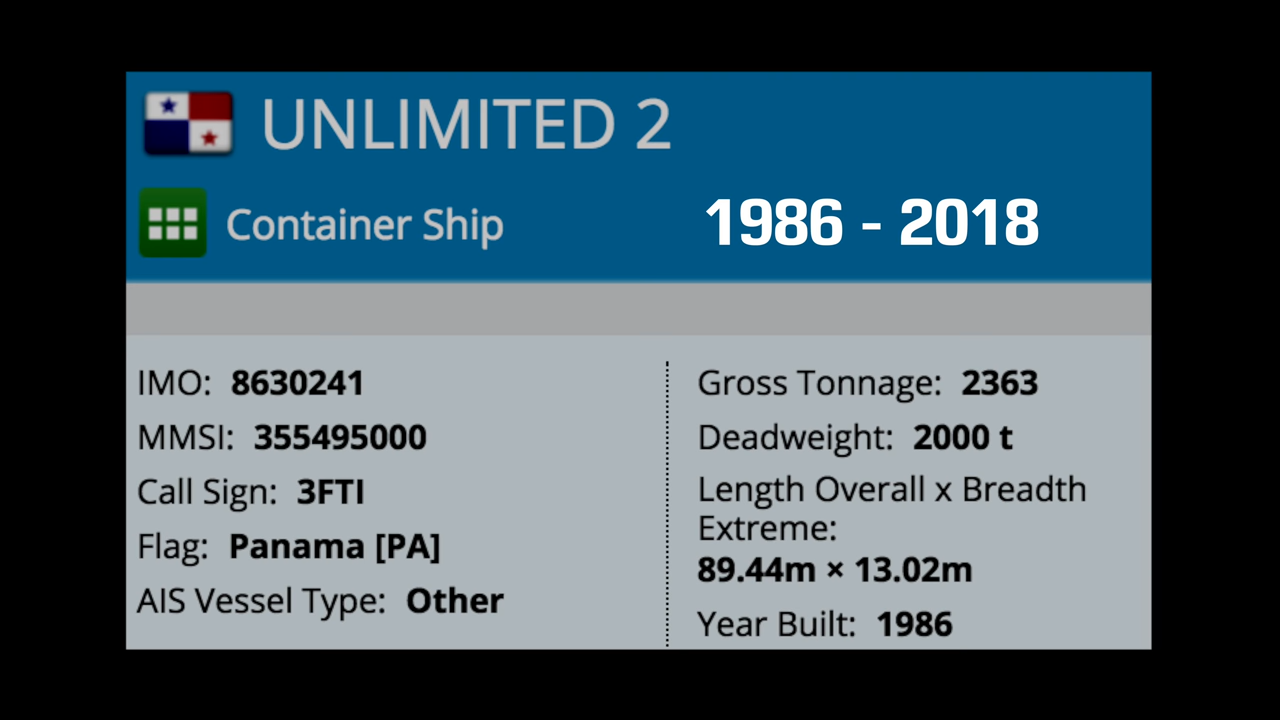 UNLIMITED 2
Container Ship
1986 - 2018
IMO: 8630241
MMSI: 355495000
Call Sign: 3FTI
Flag: Panama [PA]
AIS Vessel Type: Other
Gross Tonnage: 2363
Deadweight: 2000 t
Length Overall x Breadth
Extreme:
89.44m × 13.02m
Year Built: 1986